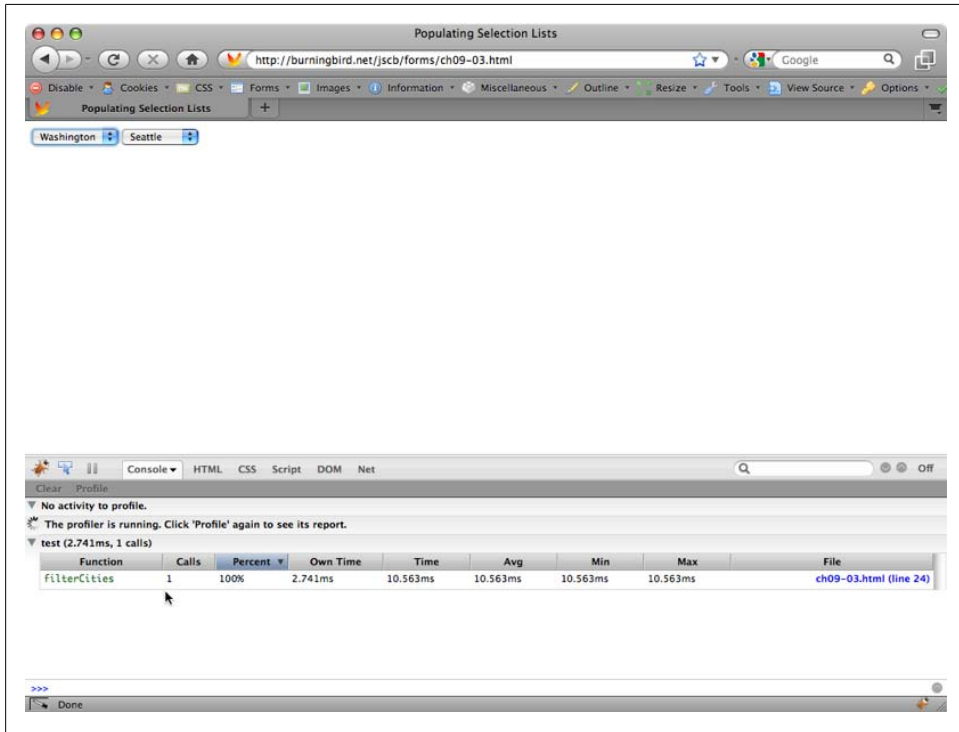 Populating Selection Lists
http://burningbird.net/jscb/forms/ch09-03.html
Google
Disable Cookies CSS Forms Images Information Miscellaneous Outline Resize Tools View Source Options
Populating Selection Lists +
Washington Seattle
Console HTML CSS Script DOM Net Off
Clear Profile
No activity to profile.
The profiler is running. Click 'Profile' again to see its report.
test (2.741ms, 1 calls)
Function Calls Percent Own Time Time Avg Min Max File
filterCities 1 100% 2.741ms 10.563ms 10.563ms 10.563ms 10.563ms ch09-03.html (line 24)
>>>
Done